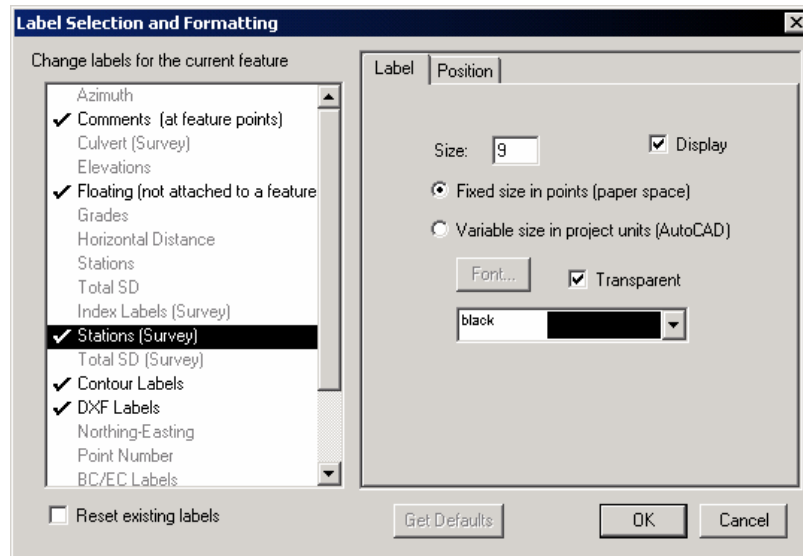 Label Selection and Formatting
Change labels for the current feature
Azimuth
Comments (at feature points)
Culvert (Survey)
Elevations
Floating (not attached to a feature
Grades
Horizontal Distance
Stations
Total SD
Index Labels (Survey)
Stations (Survey)
Total SD (Survey)
Contour Labels
DXF Labels
Northing-Easting
Point Number
BC/EC Labels
Reset existing labels
Label Position
Size: 9 Display
Fixed size in points (paper space)
Variable size in project units (AutoCAD)
Font... Transparent
black
Get Defaults OK Cancel